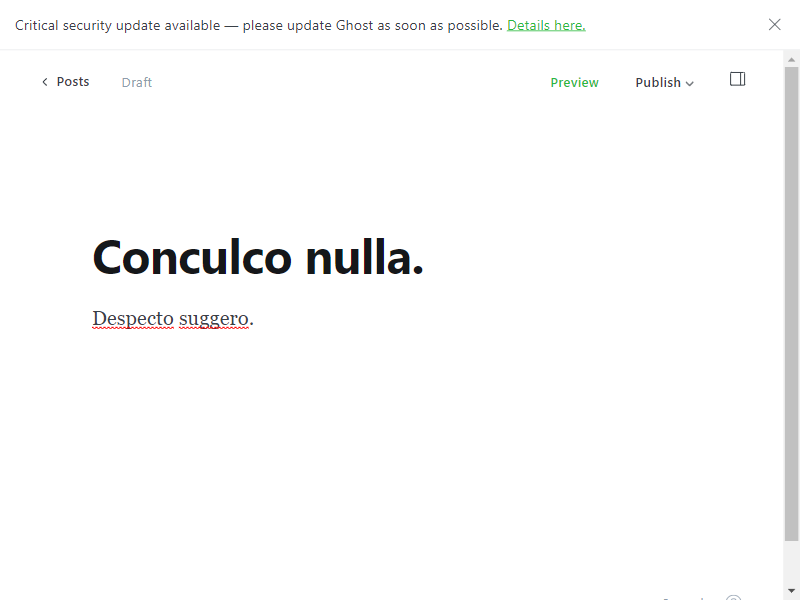 Critical security update available — please update Ghost as soon as possible. Details here.
Posts
Draft
Preview
Publish
Conculco nulla.
Despecto suggero.